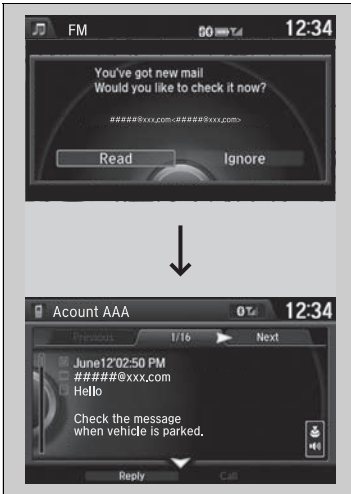 FM 12:34
You've got new mail
Would you like to check it now?
#####@xxx.com<#####@xxx.com>
Read Ignore
Acount AAA 12:34
Previous 1/16 Next
June12'02:50 PM
#####@xxx.com
Hello
Check the message
when vehicle is parked.
Reply Call